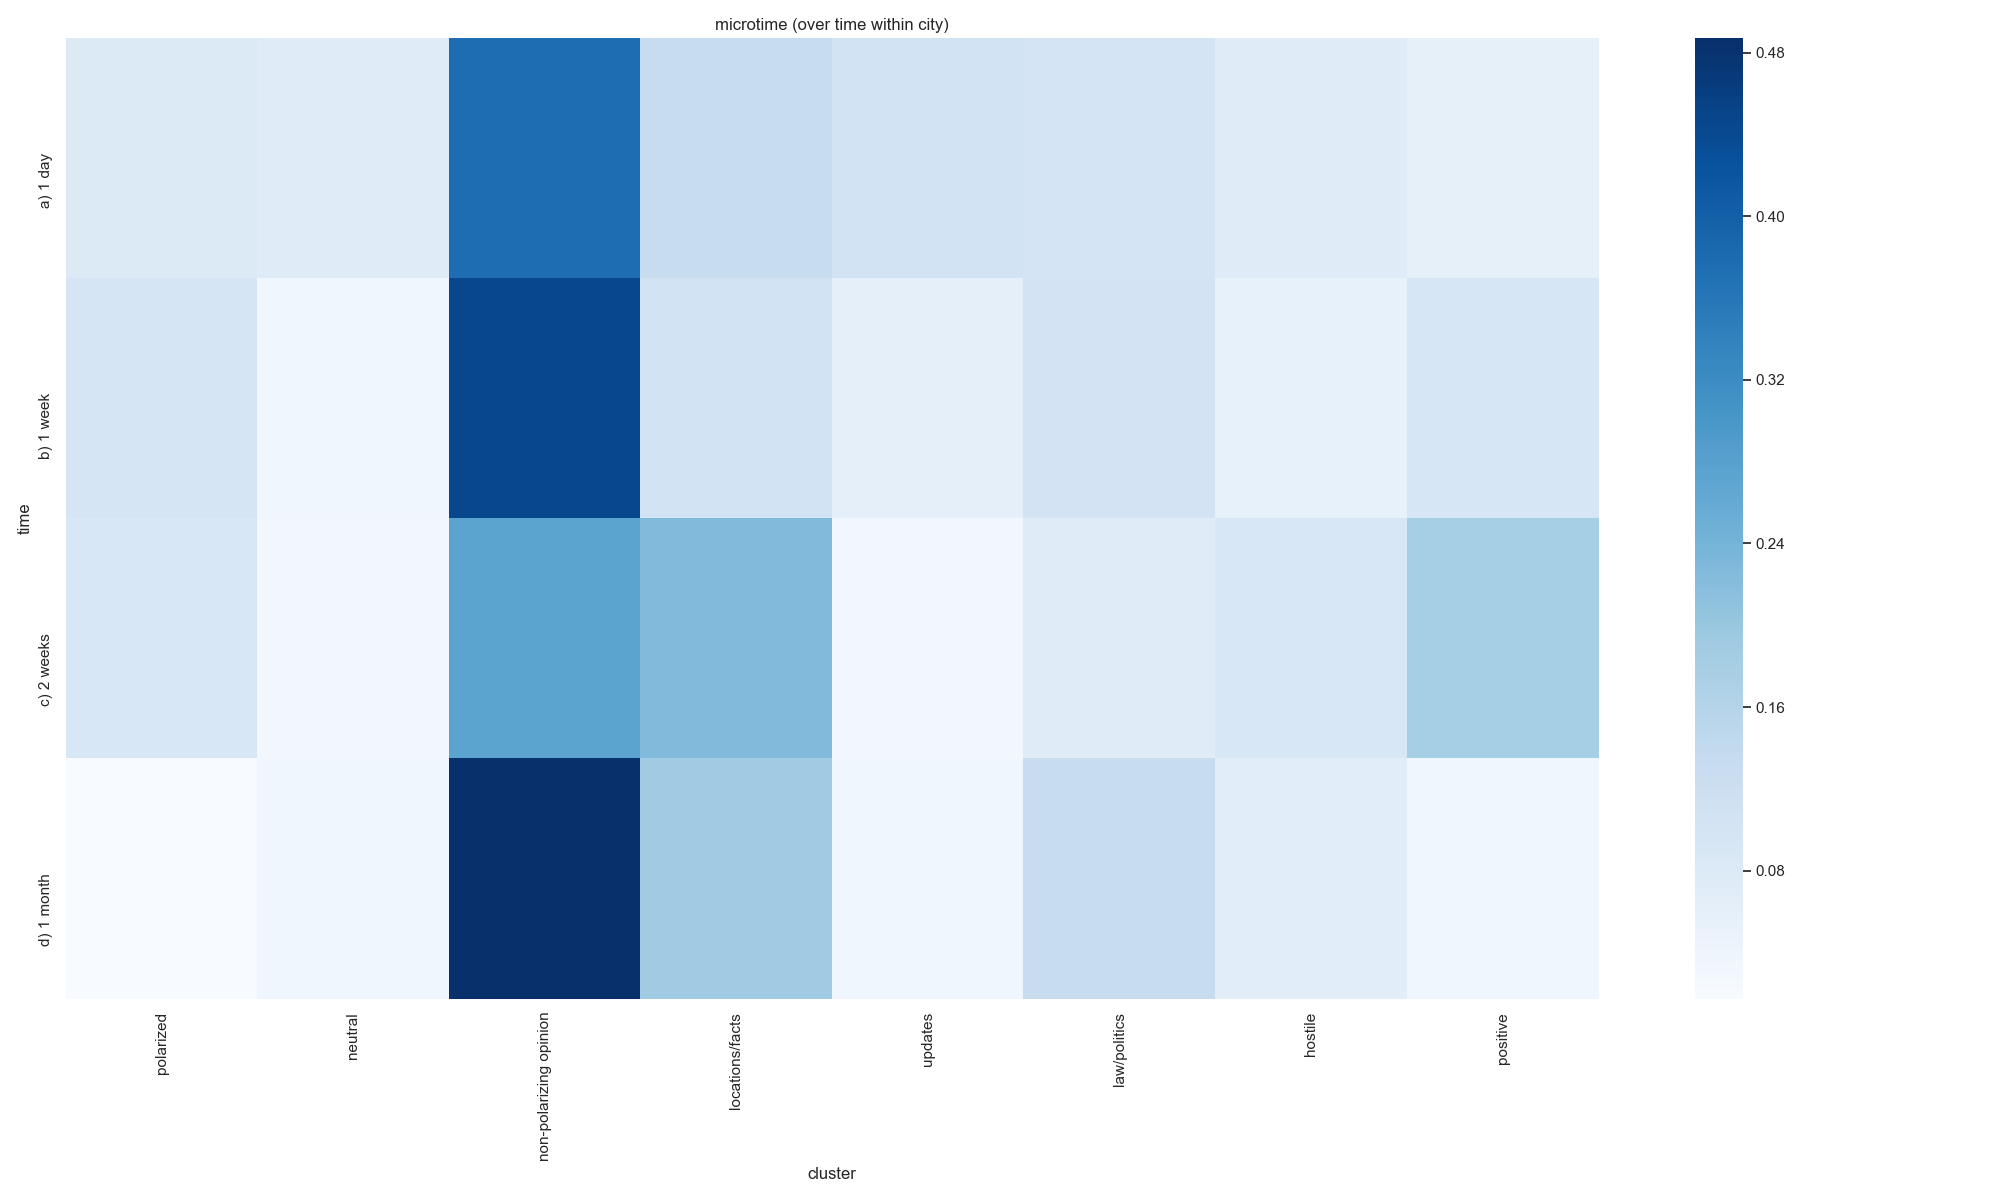 microtime (over time within city)
time
a) 1 day
b) 1 week
c) 2 weeks
d) 1 month
polarized
neutral
non-polarizing opinion
locations/facts
updates
law/politics
hostile
positive
cluster
0.48
0.40
0.32
0.24
0.16
0.08